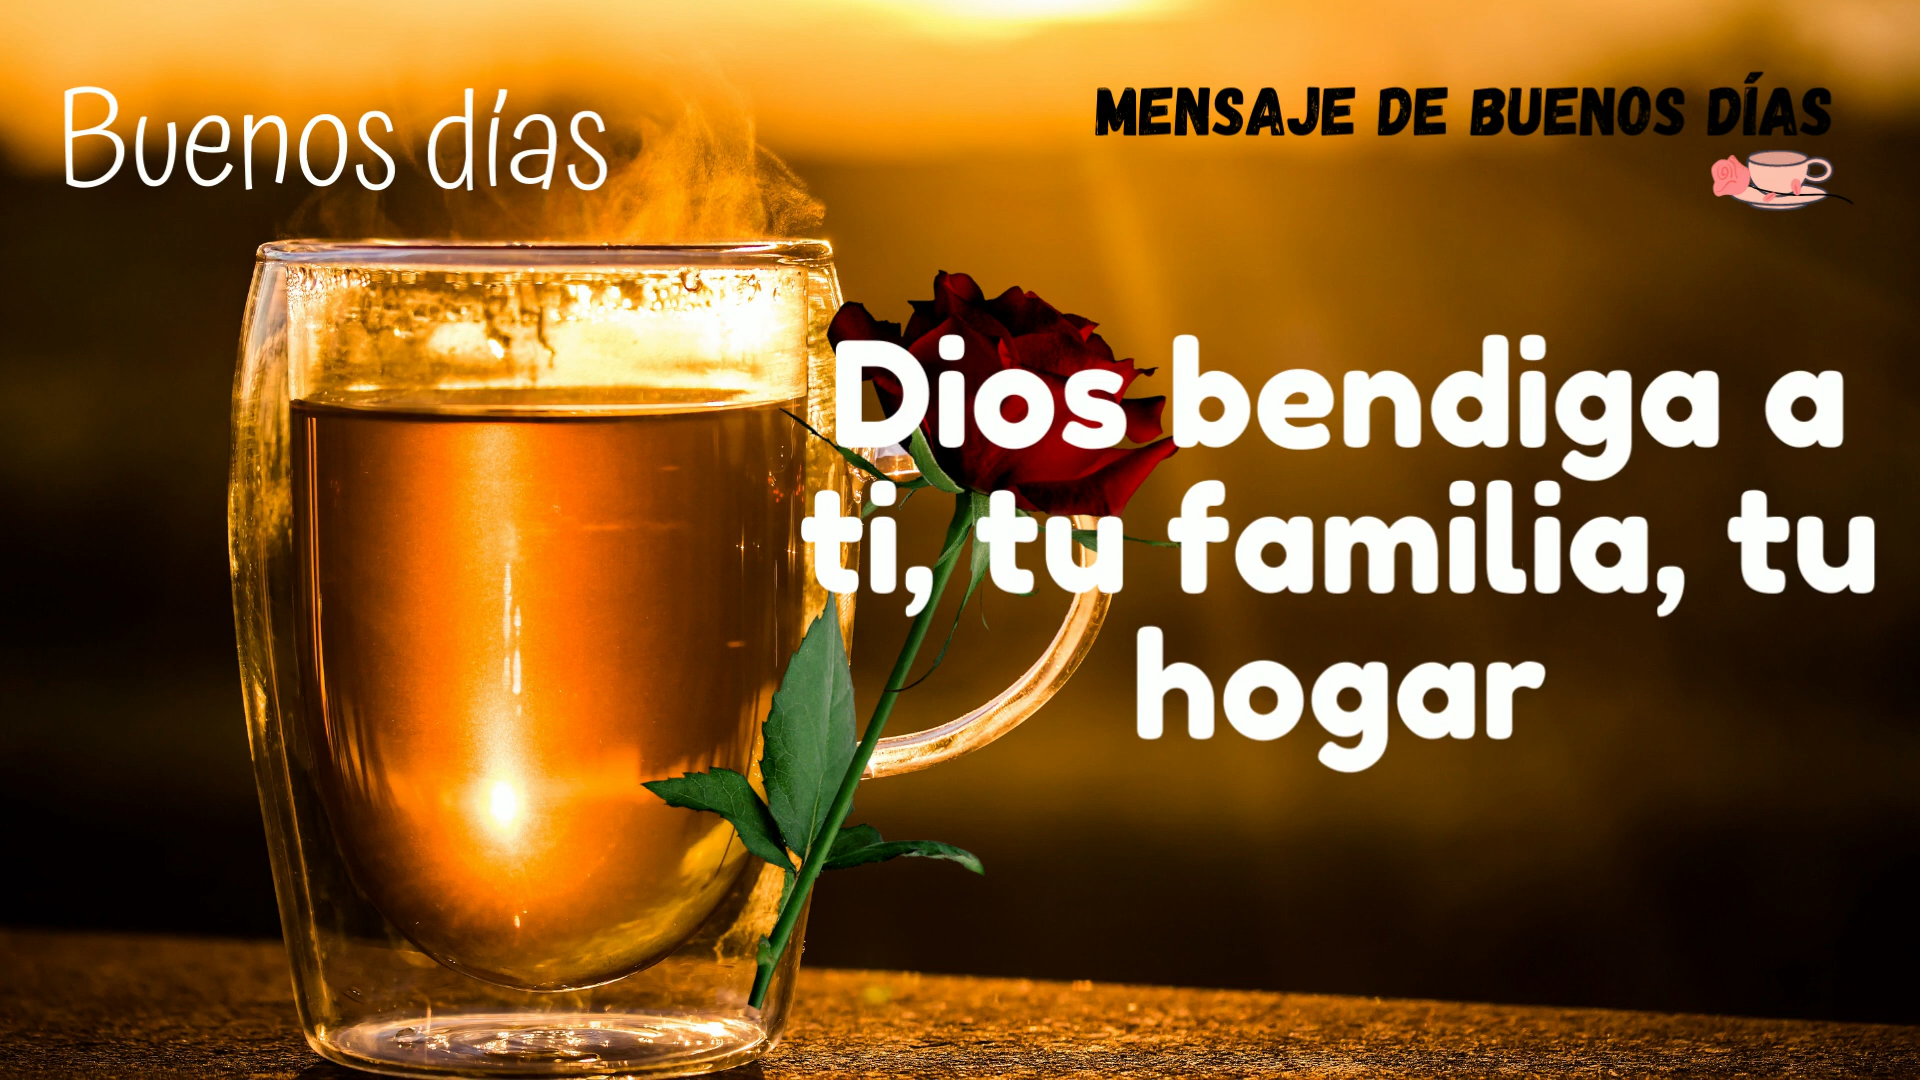 Buenos días
MENSAJE DE BUENOS DÍAS
Dios bendiga a
ti, tu familia, tu
hogar